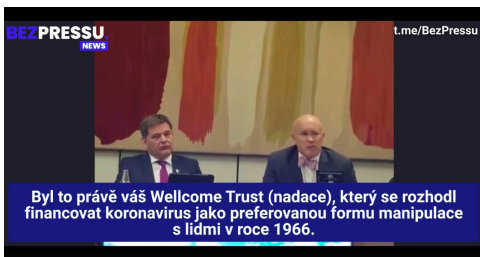 BEZPRESSU
NEWS
t.me/BezPressu
Byl to právě váš Wellcome Trust (nadace), který se rozhodl
financovat koronavirus jako preferovanou formu manipulace
s lidmi v roce 1966.